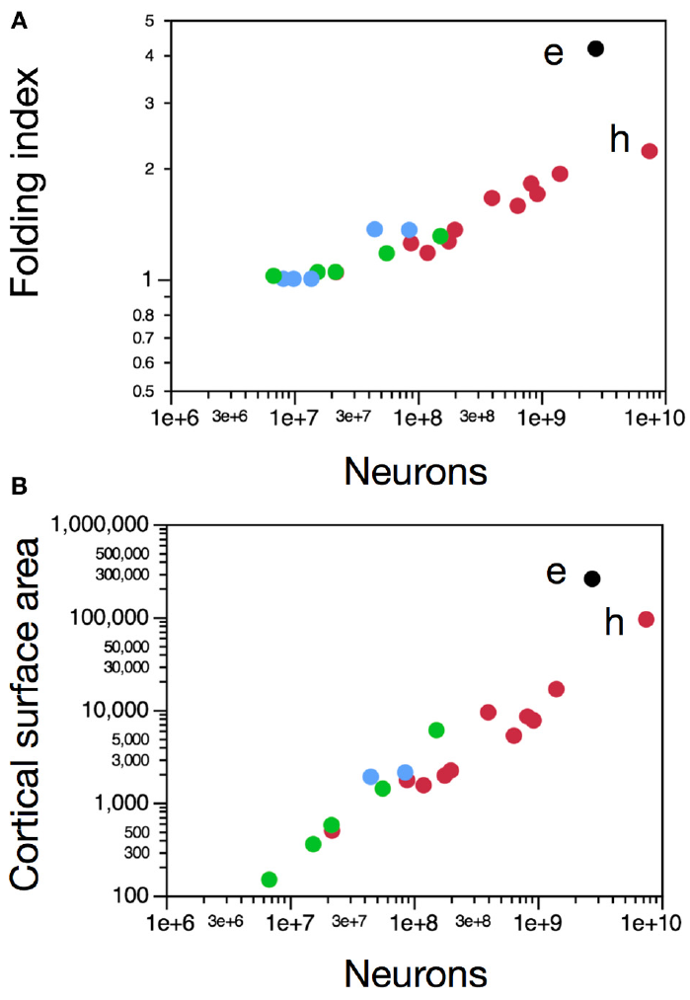 A
Folding index
5
4
3
2
1
0.8
0.7
0.6
0.5
e
h
1e+6 3e+6 1e+7 3e+7 1e+8 3e+8 1e+9 1e+10
Neurons
B
Cortical surface area
1,000,000
500,000
300,000
100,000
50,000
30,000
10,000
5,000
3,000
1,000
500
300
100
e
h
1e+6 3e+6 1e+7 3e+7 1e+8 3e+8 1e+9 1e+10
Neurons